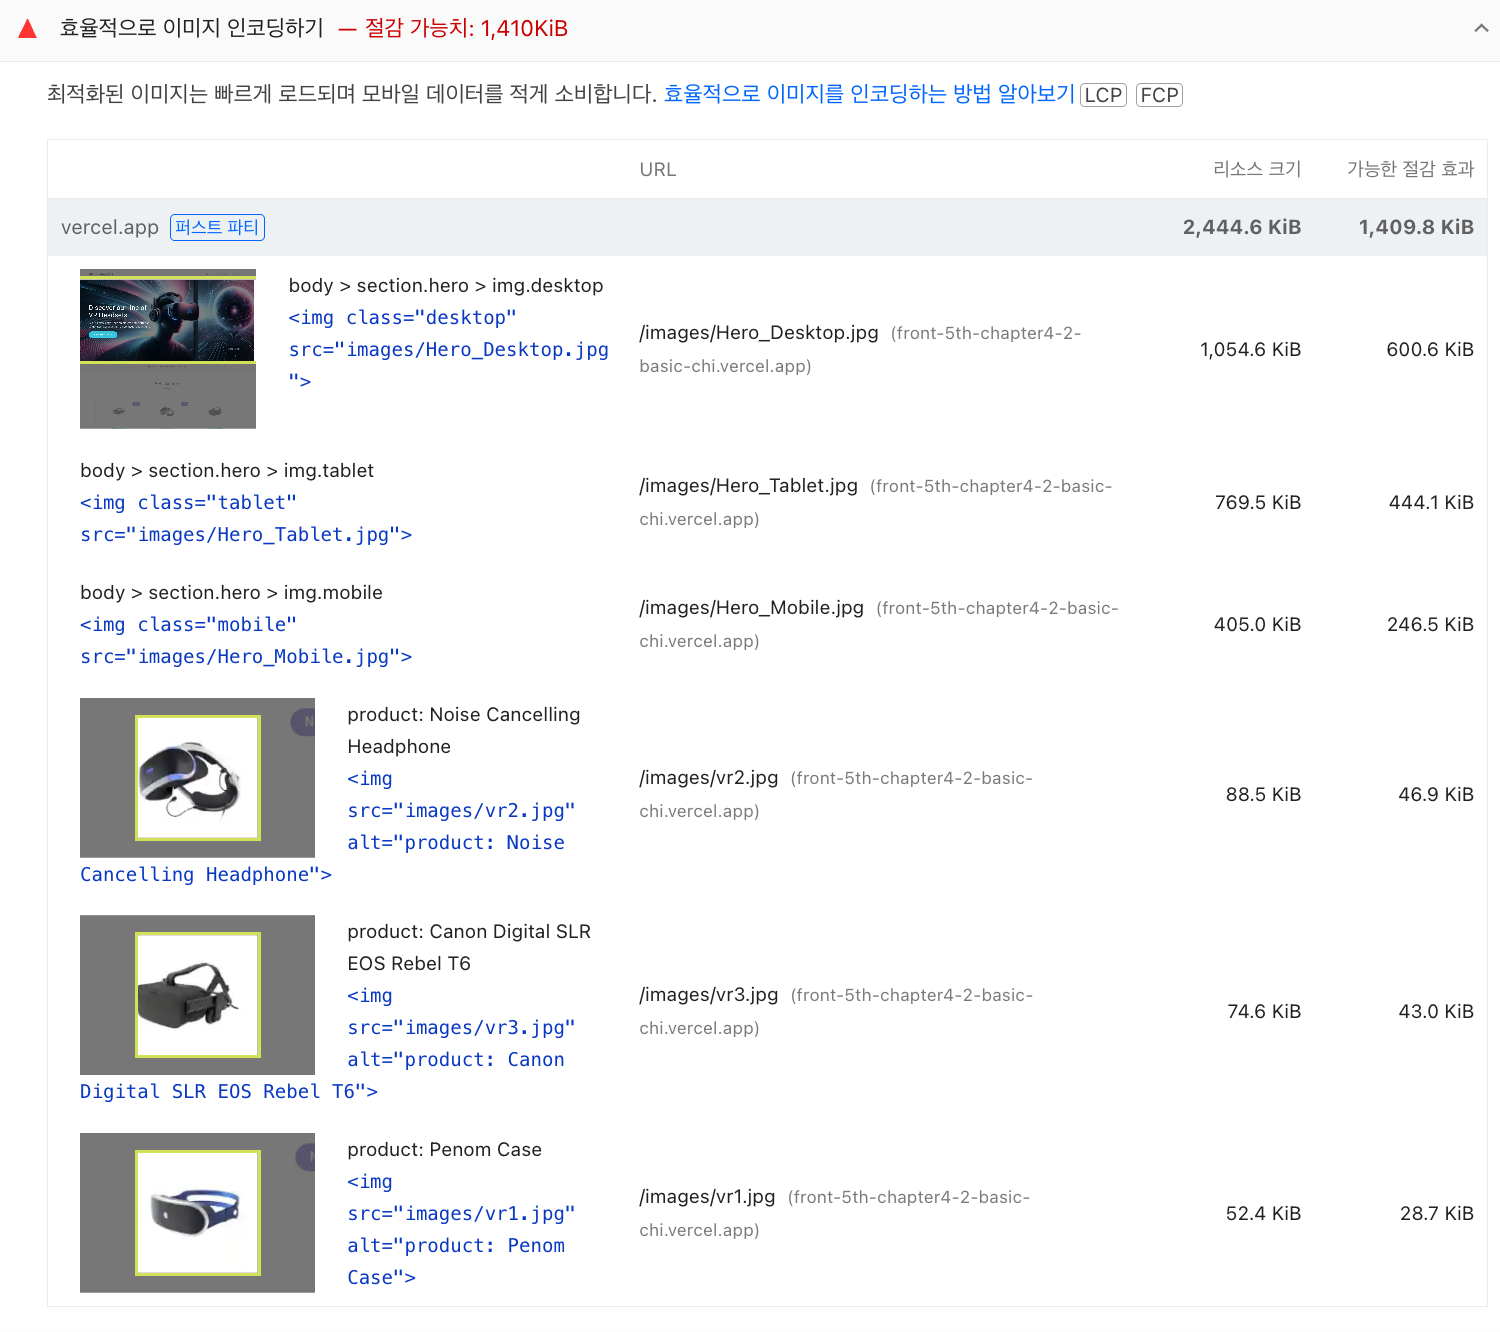 효율적으로 이미지 인코딩하기 — 절감 가능치: 1,410KiB
최적화된 이미지는 빠르게 로드되며 모바일 데이터를 적게 소비합니다. 효율적으로 이미지를 인코딩하는 방법 알아보기 LCP FCP
URL 리소스 크기 가능한 절감 효과
vercel.app 퍼스트 파티 2,444.6 KiB 1,409.8 KiB
Discover our line of
VR Headsets
body > section.hero > img.desktop
<img class="desktop"
src="images/Hero_Desktop.jpg
">
/images/Hero_Desktop.jpg (front-5th-chapter4-2-
basic-chi.vercel.app)
1,054.6 KiB 600.6 KiB
body > section.hero > img.tablet
<img class="tablet"
src="images/Hero_Tablet.jpg">
/images/Hero_Tablet.jpg (front-5th-chapter4-2-basic-
chi.vercel.app)
769.5 KiB 444.1 KiB
body > section.hero > img.mobile
<img class="mobile"
src="images/Hero_Mobile.jpg">
/images/Hero_Mobile.jpg (front-5th-chapter4-2-basic-
chi.vercel.app)
405.0 KiB 246.5 KiB
N
product: Noise Cancelling
Headphone
<img
src="images/vr2.jpg"
alt="product: Noise
Cancelling Headphone">
/images/vr2.jpg (front-5th-chapter4-2-basic-
chi.vercel.app)
88.5 KiB 46.9 KiB
product: Canon Digital SLR
EOS Rebel T6
<img
src="images/vr3.jpg"
alt="product: Canon
Digital SLR EOS Rebel T6">
/images/vr3.jpg (front-5th-chapter4-2-basic-
chi.vercel.app)
74.6 KiB 43.0 KiB
product: Penom Case
<img
src="images/vr1.jpg"
alt="product: Penom
Case">
/images/vr1.jpg (front-5th-chapter4-2-basic-
chi.vercel.app)
52.4 KiB 28.7 KiB